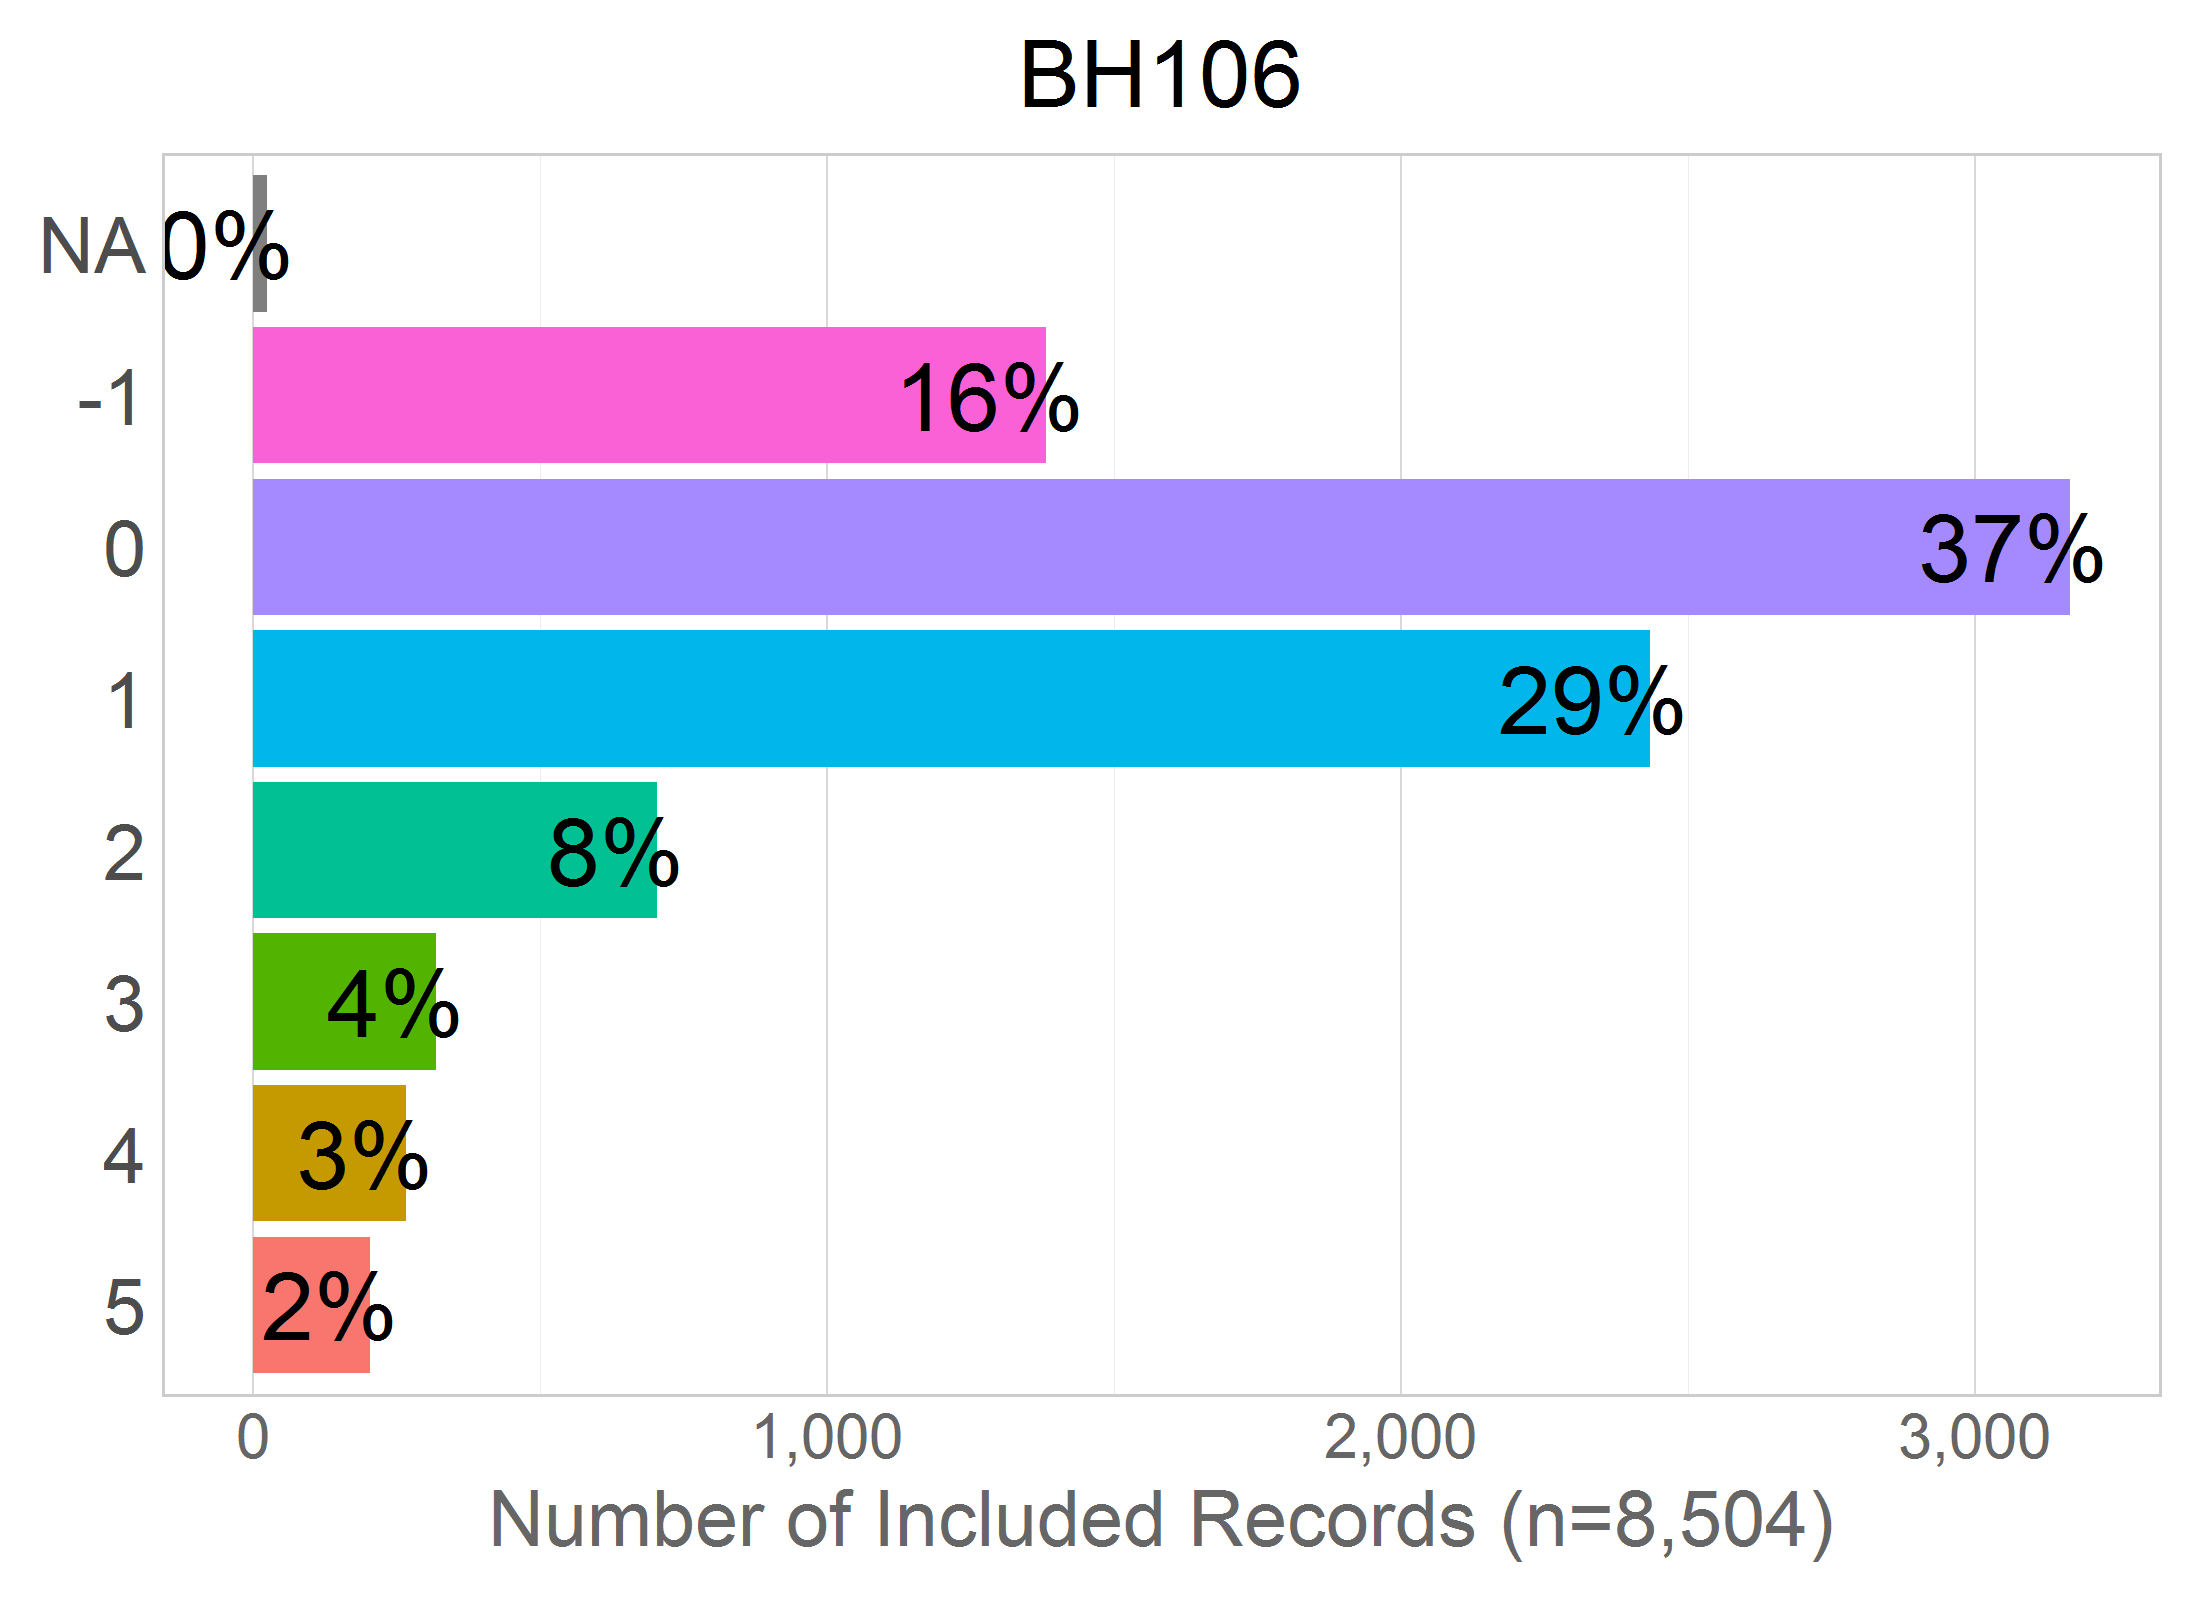 BH106
NA 0%
-1 16%
0 37%
1 29%
2 8%
3 4%
4 3%
5 2%
0 1,000 2,000 3,000
Number of Included Records (n=8,504)